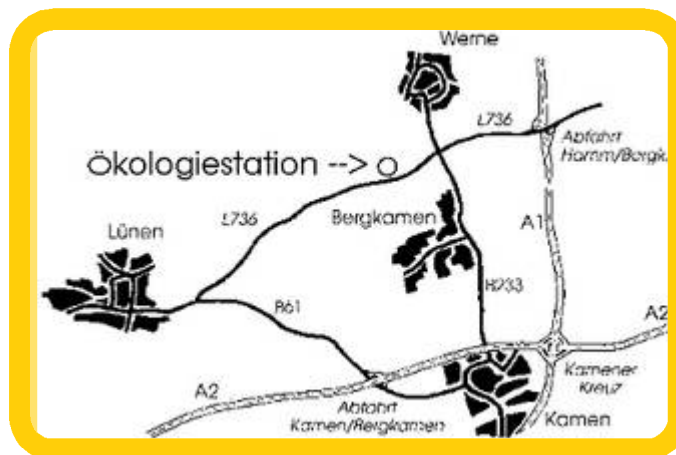 Werne
L736
Abfahrt
Hamm/Bergk
Ökologiestation -->
L736
Bergkamen
Lünen
A1
B233
B61
A2
Kamener
Kreuz
A2
Abfahrt
Kamen/Bergkamen
Kamen